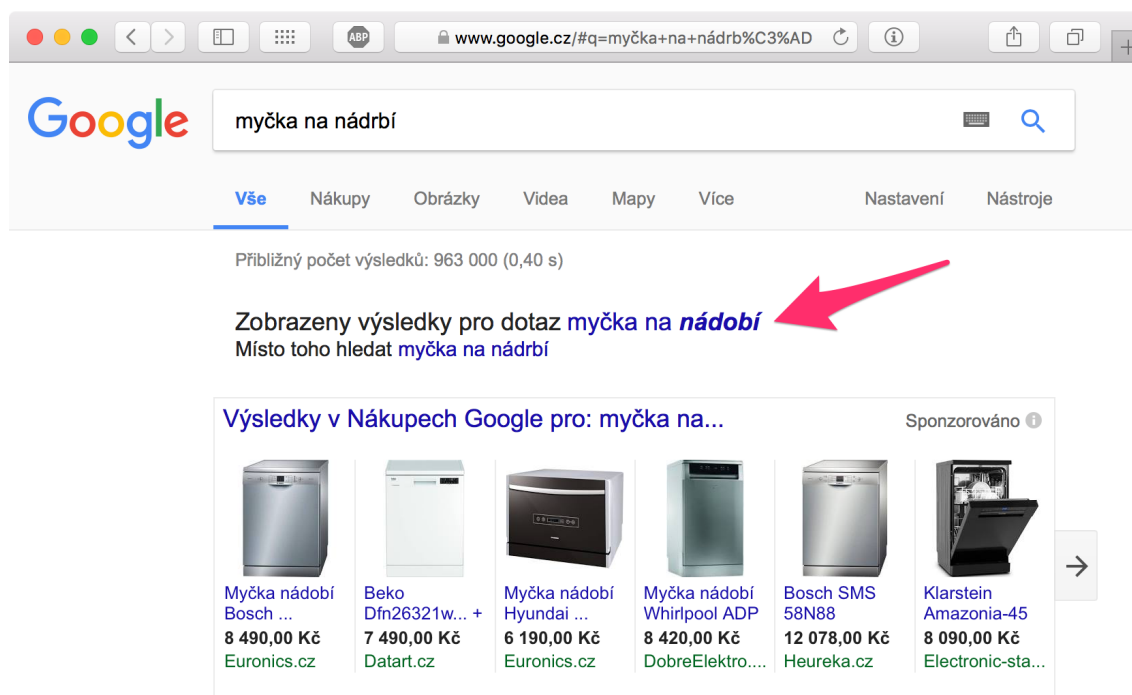 ABP
www.google.cz/#q=myčka+na+nádrb%C3%AD
Google
myčka na nádrbí
Vše Nákupy Obrázky Videa Mapy Více Nastavení Nástroje
Přibližný počet výsledků: 963 000 (0,40 s)
Zobrazeny výsledky pro dotaz myčka na nádobí
Místo toho hledat myčka na nádrbí
Výsledky v Nákupech Google pro: myčka na...
Sponzorováno
Myčka nádobí
Bosch ...
8 490,00 Kč
Euronics.cz
Beko
Dfn26321w... +
7 490,00 Kč
Datart.cz
Myčka nádobí
Hyundai ...
6 190,00 Kč
Euronics.cz
Myčka nádobí
Whirlpool ADP
8 420,00 Kč
DobreElektro....
Bosch SMS
58N88
12 078,00 Kč
Heureka.cz
Klarstein
Amazonia-45
8 090,00 Kč
Electronic-sta...